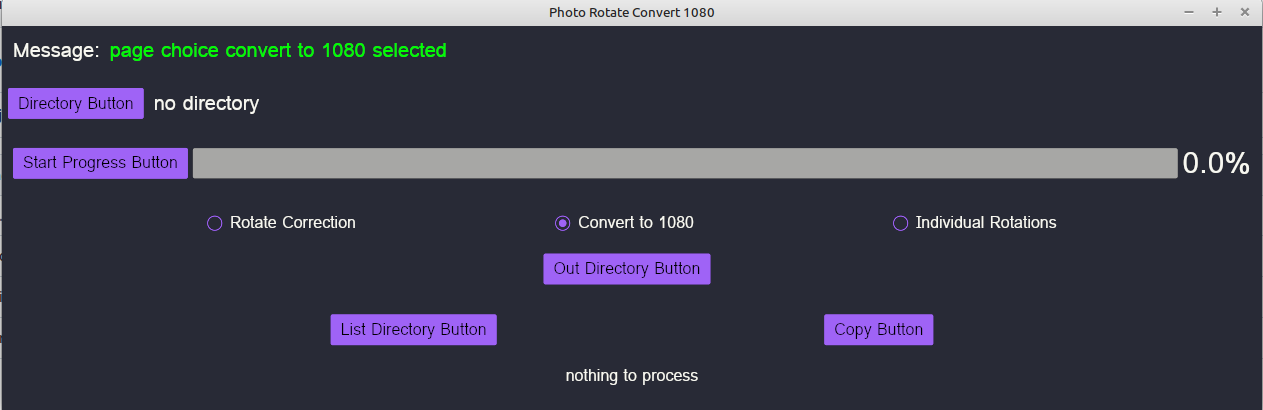 Photo Rotate Convert 1080
Message: page choice convert to 1080 selected
Directory Button no directory
Start Progress Button 0.0%
Rotate Correction Convert to 1080 Individual Rotations
Out Directory Button
List Directory Button Copy Button
nothing to process